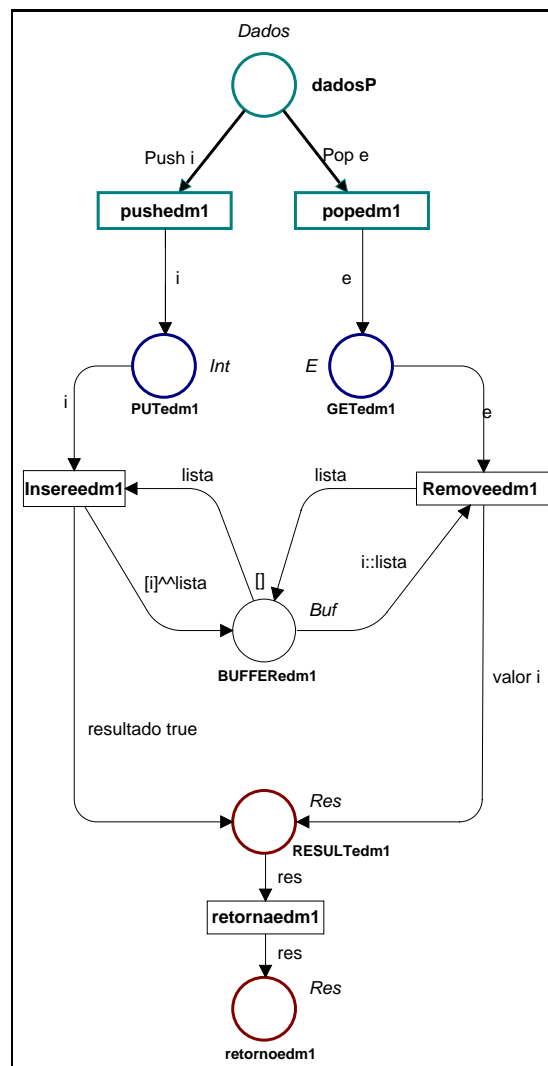 Dados
dadosP
Push i
Pop e
pushedm1
popedm1
i
e
Int
E
PUTedm1
GETedm1
i
e
lista
lista
Insereedm1
Removeedm1
[i]^^lista
[]
i::lista
Buf
BUFFERedm1
valor i
resultado true
Res
RESULTedm1
res
retornaedm1
res
Res
retornoedm1